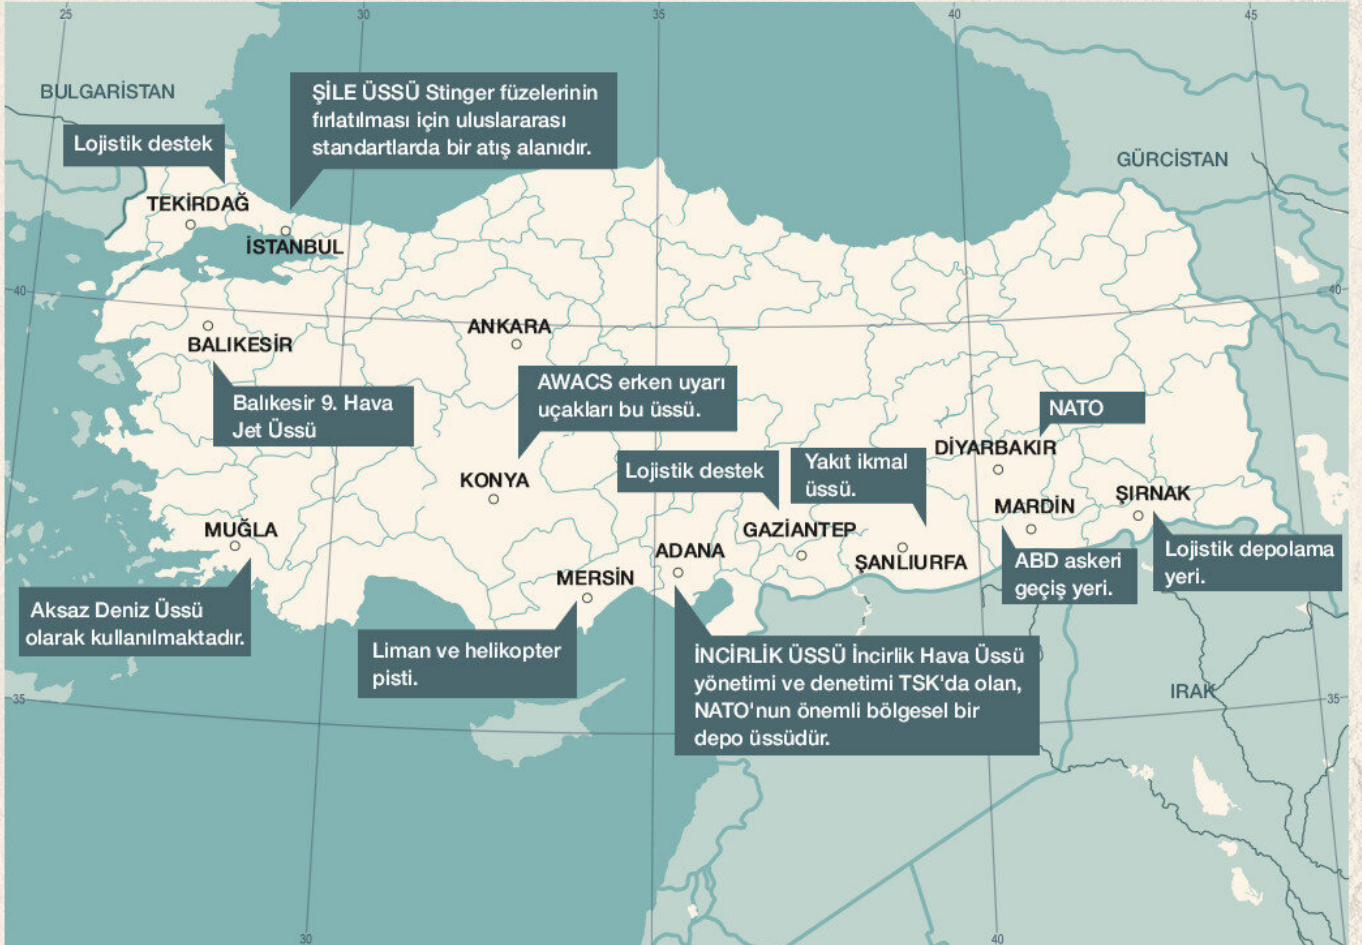 25
30
35
40
45
BULGARİSTAN
ŞİLE ÜSSÜ Stinger füzelerinin
fırlatılması için uluslararası
standartlarda bir atış alanıdır.
Lojistik destek
GÜRCİSTAN
TEKİRDAĞ
İSTANBUL
40
40
ANKARA
BALIKESİR
AWACS erken uyarı
uçakları bu üssü.
Balıkesir 9. Hava
Jet Üssü
NATO
DİYARBAKIR
Lojistik destek
Yakıt ikmal
üssü.
KONYA
ŞIRNAK
MARDİN
MUĞLA
GAZİANTEP
ADANA
ŞANLIURFA
Lojistik depolama
yeri.
ABD askeri
geçiş yeri.
MERSİN
Aksaz Deniz Üssü
olarak kullanılmaktadır.
Liman ve helikopter
pisti.
İNCİRLİK ÜSSÜ İncirlik Hava Üssü
yönetimi ve denetimi TSK'da olan,
NATO'nun önemli bölgesel bir
depo üssüdür.
IRAK
35
35
30
40